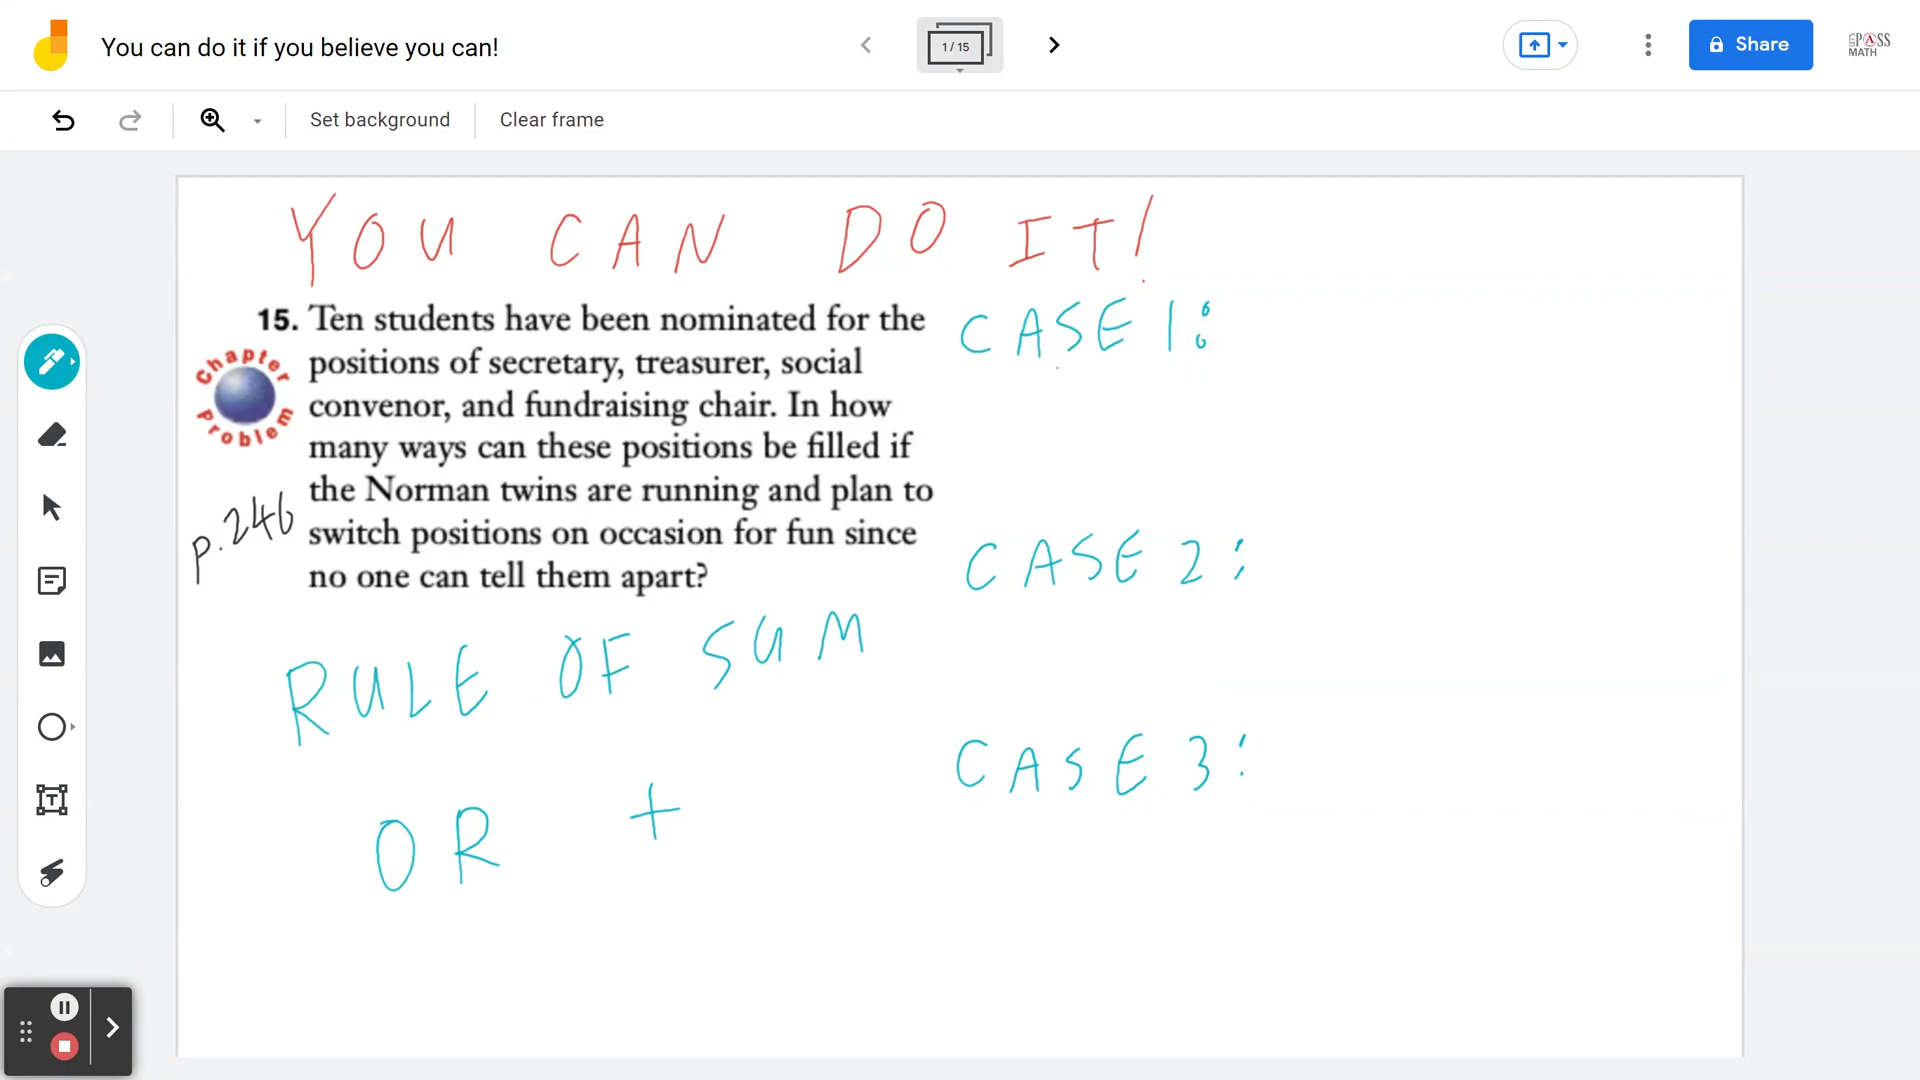 You can do it if you believe you can!
1 / 15
Share
PASS
MATH
Set background
Clear frame
YOU CAN DO IT!
15. Ten students have been nominated for the
positions of secretary, treasurer, social
convenor, and fundraising chair. In how
many ways can these positions be filled if
the Norman twins are running and plan to
switch positions on occasion for fun since
no one can tell them apart?
Chapter
Problem
p.246
CASE 1:
CASE 2:
RULE OF SUM
CASE 3:
OR +